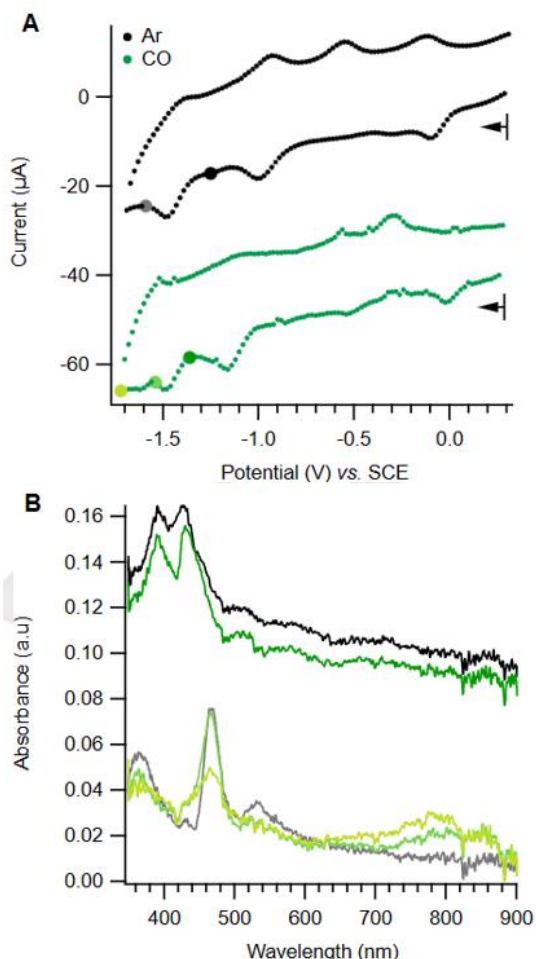 A
Ar
CO
0
-20
-40
-60
Current (µA)
-1.5 -1.0 -0.5 0.0
Potential (V) vs. SCE
B
0.16
0.14
0.12
0.10
0.08
0.06
0.04
0.02
0.00
Absorbance (a.u)
400 500 600 700 800 900
Wavelength (nm)